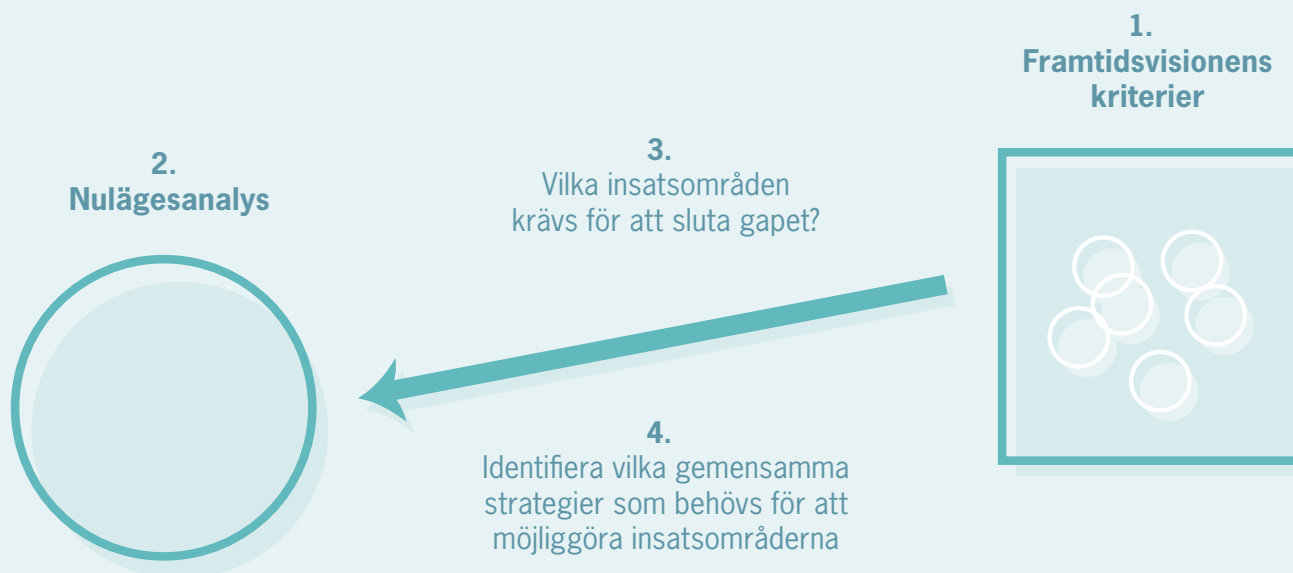 1.
Framtidsvisionens
kriterier
2.
Nulägesanalys
3.
Vilka insatsområden
krävs för att sluta gapet?
4.
Identifiera vilka gemensamma
strategier som behövs för att
möjliggöra insatsområderna